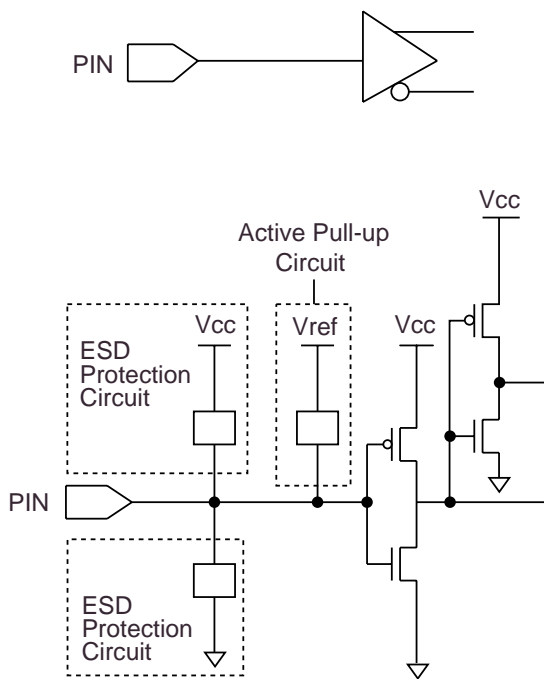 PIN
Vcc
Active Pull-up
Circuit
Vcc
Vref
Vcc
ESD
Protection
Circuit
PIN
ESD
Protection
Circuit